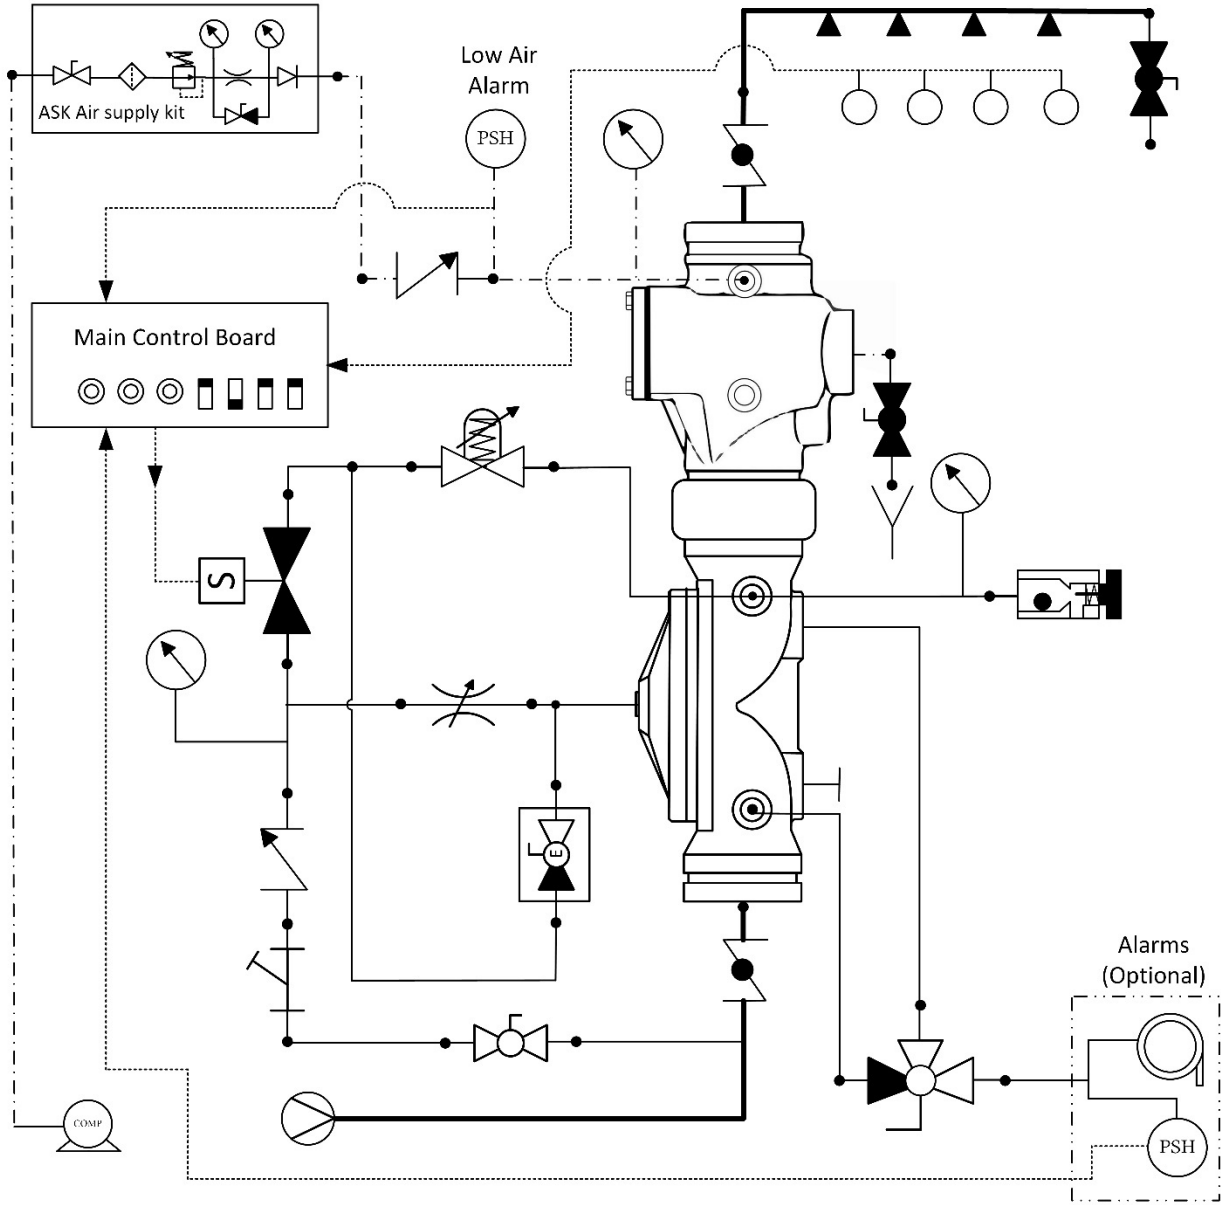 ASK Air supply kit
Low Air
Alarm
PSH
Main Control Board
S
E
Alarms
(Optional)
PSH
COMP